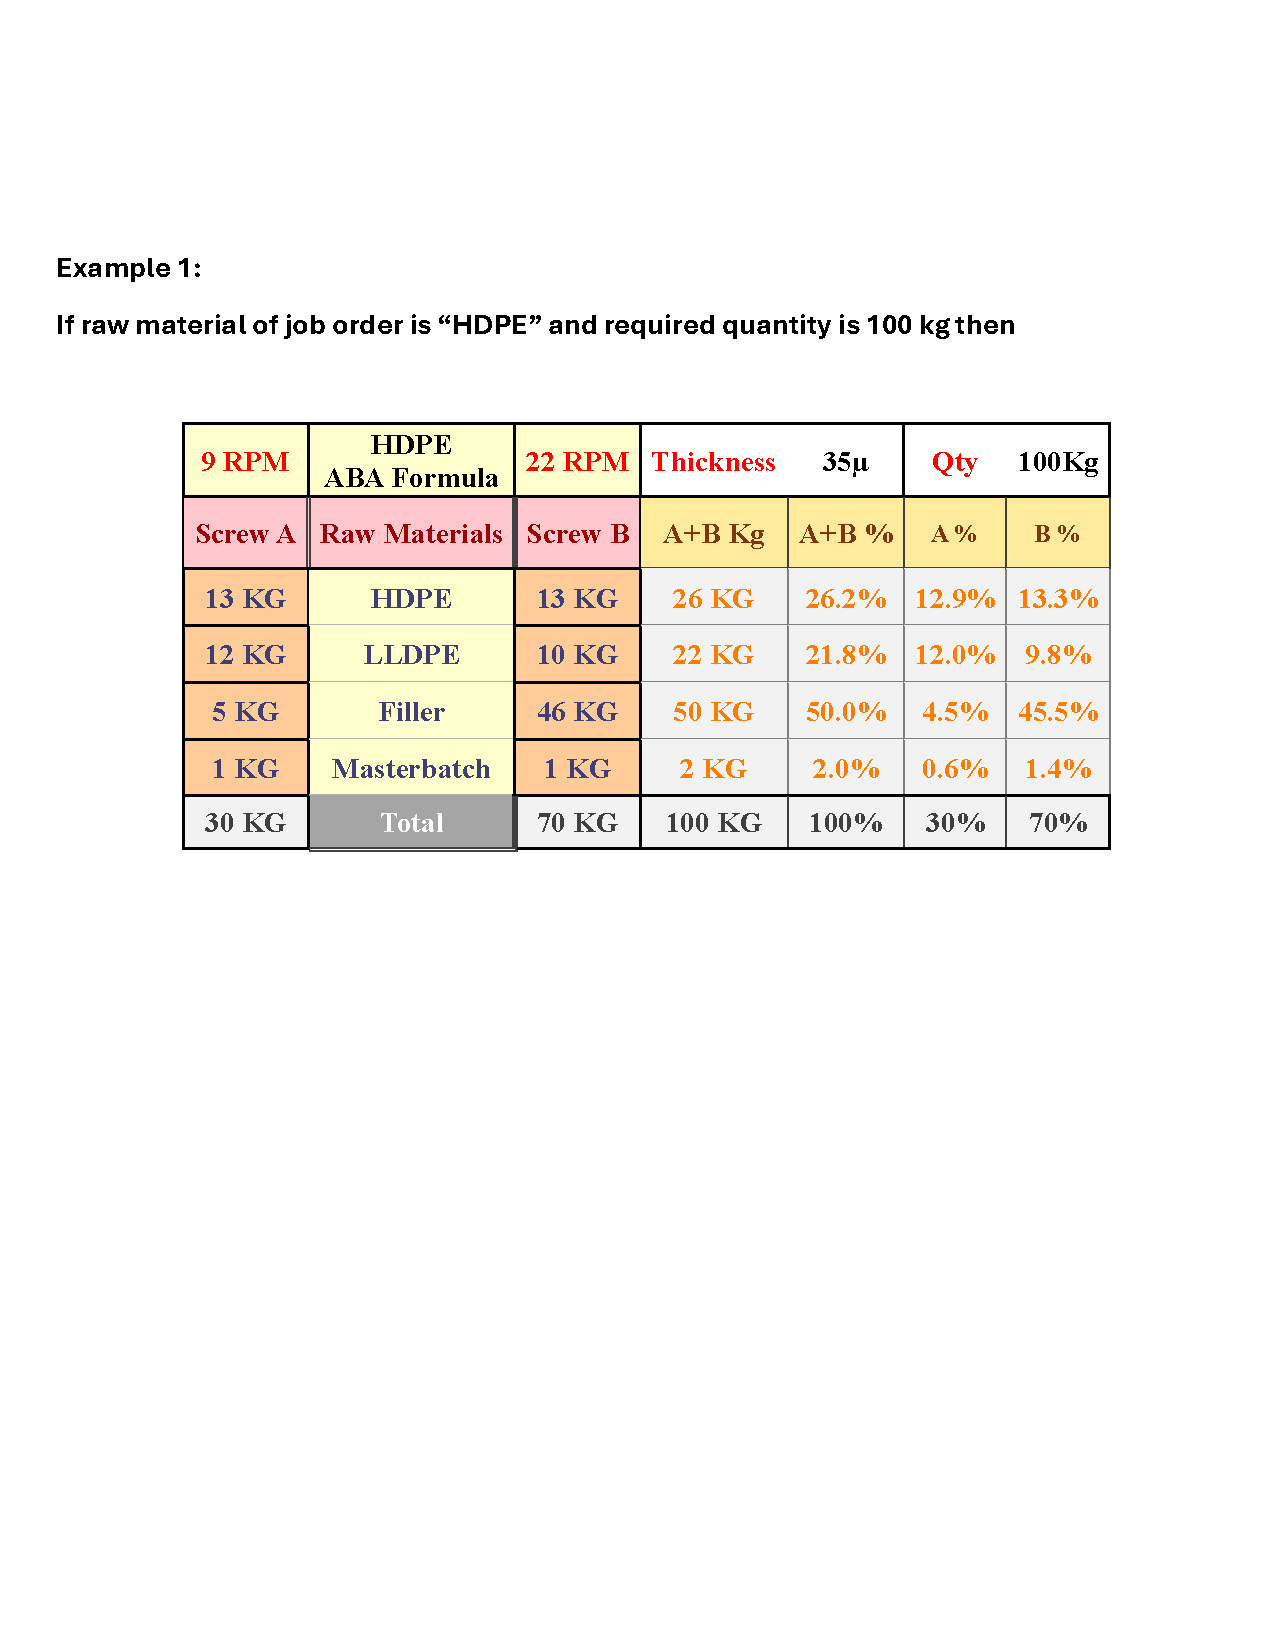 Example 1:
If raw material of job order is “HDPE” and required quantity is 100 kg then
9 RPM HDPE ABA Formula 22 RPM Thickness 35µ Qty 100Kg
Screw A Raw Materials Screw B A+B Kg A+B % A % B %
13 KG HDPE 13 KG 26 KG 26.2% 12.9% 13.3%
12 KG LLDPE 10 KG 22 KG 21.8% 12.0% 9.8%
5 KG Filler 46 KG 50 KG 50.0% 4.5% 45.5%
1 KG Masterbatch 1 KG 2 KG 2.0% 0.6% 1.4%
30 KG Total 70 KG 100 KG 100% 30% 70%